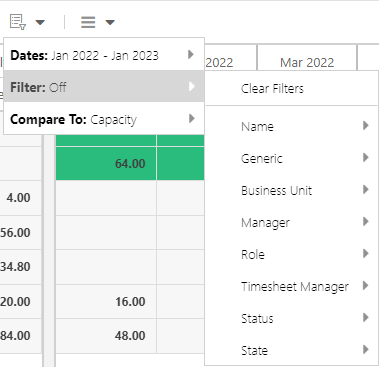 Dates: Jan 2022 - Jan 2023
2022
Mar 2022
Filter: Off
Clear Filters
Compare To: Capacity
Name
64.00
Generic
4.00
Business Unit
56.00
Manager
34.80
Role
20.00
16.00
Timesheet Manager
84.00
48.00
Status
State